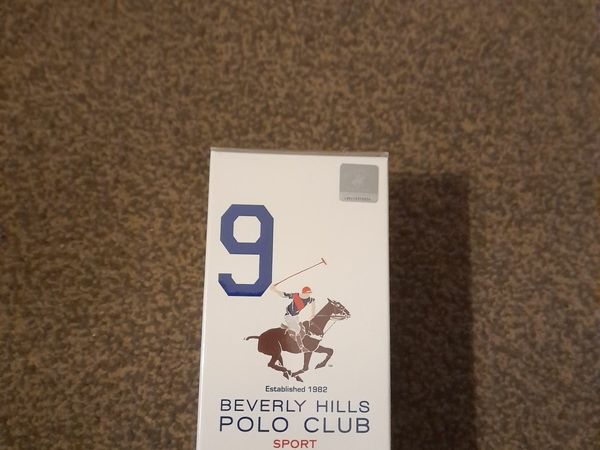 9
Established 1982
BEVERLY HILLS
POLO CLUB
SPORT